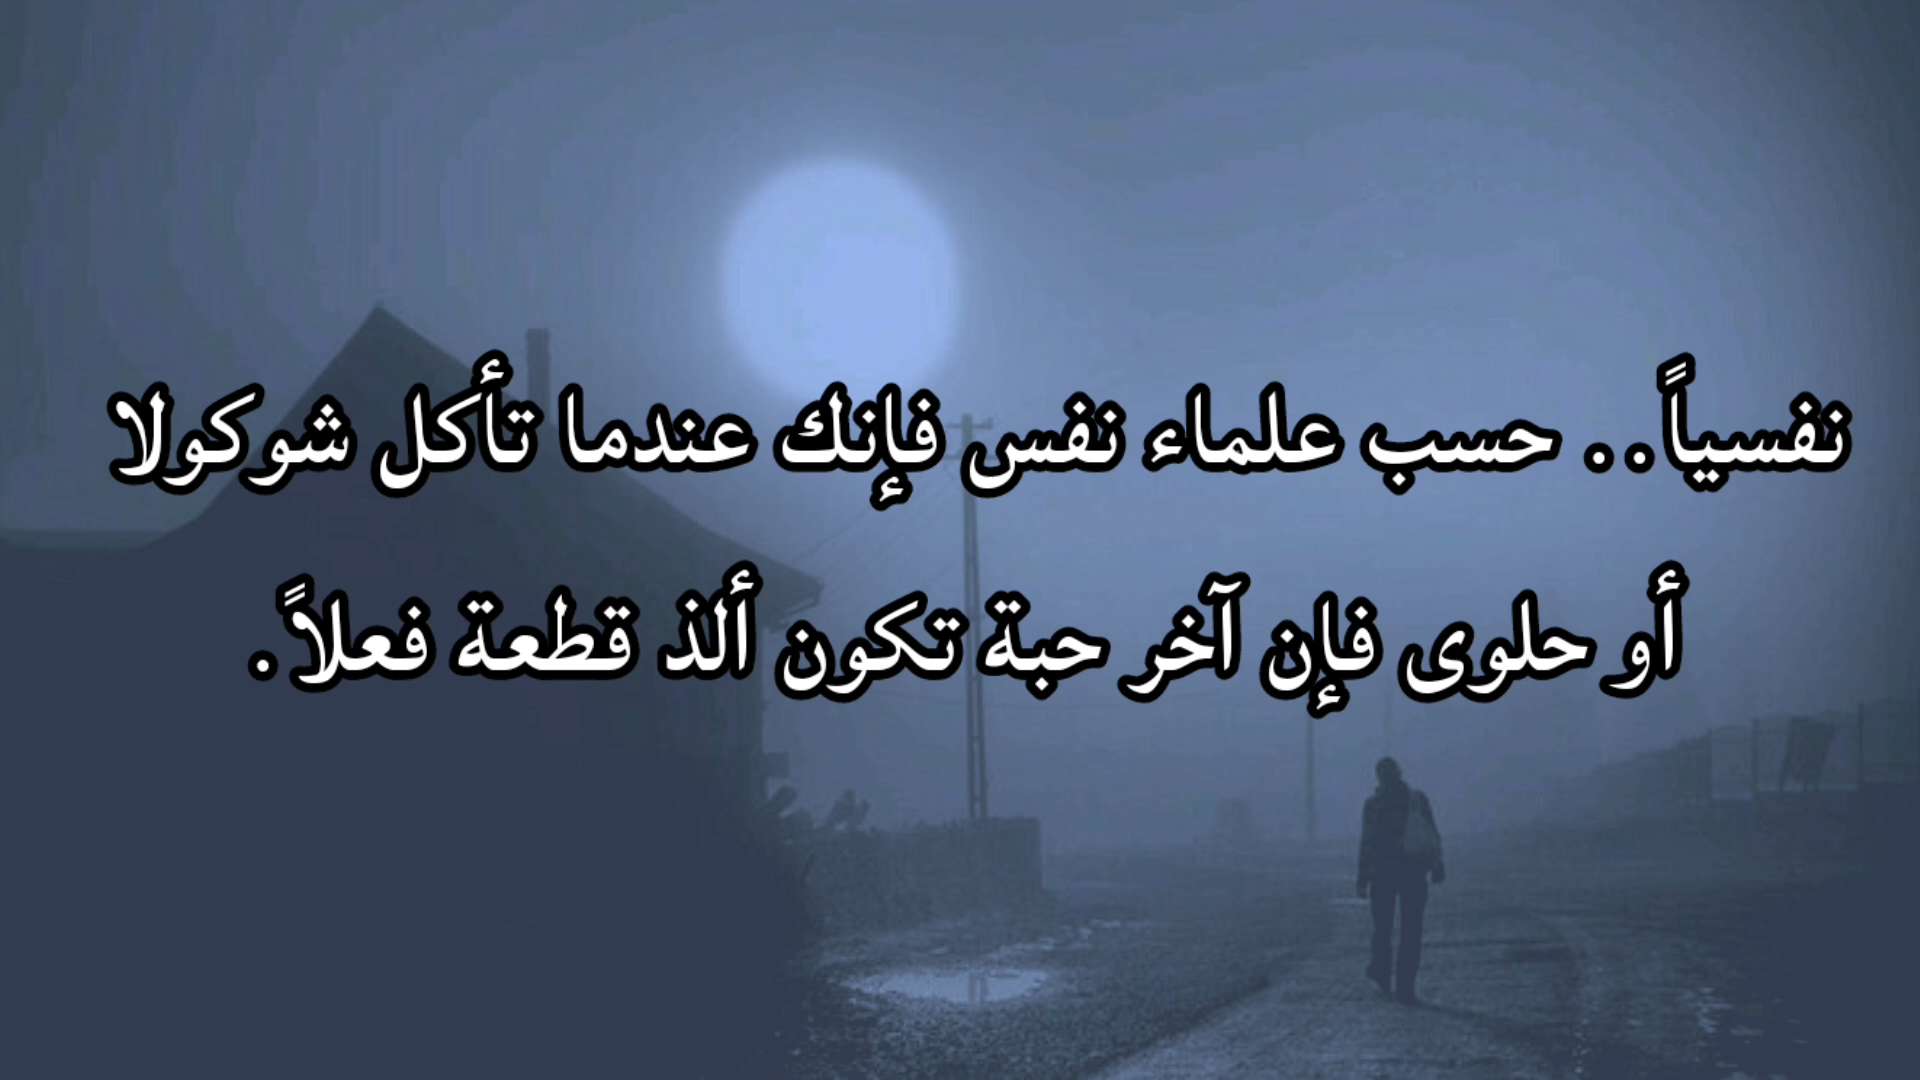 نفسياً.. حسب علماء نفس فإنك عندما تأكل شوكولا
أو حلوى فإن آخر حبة تكون ألذ قطعة فعلاً.